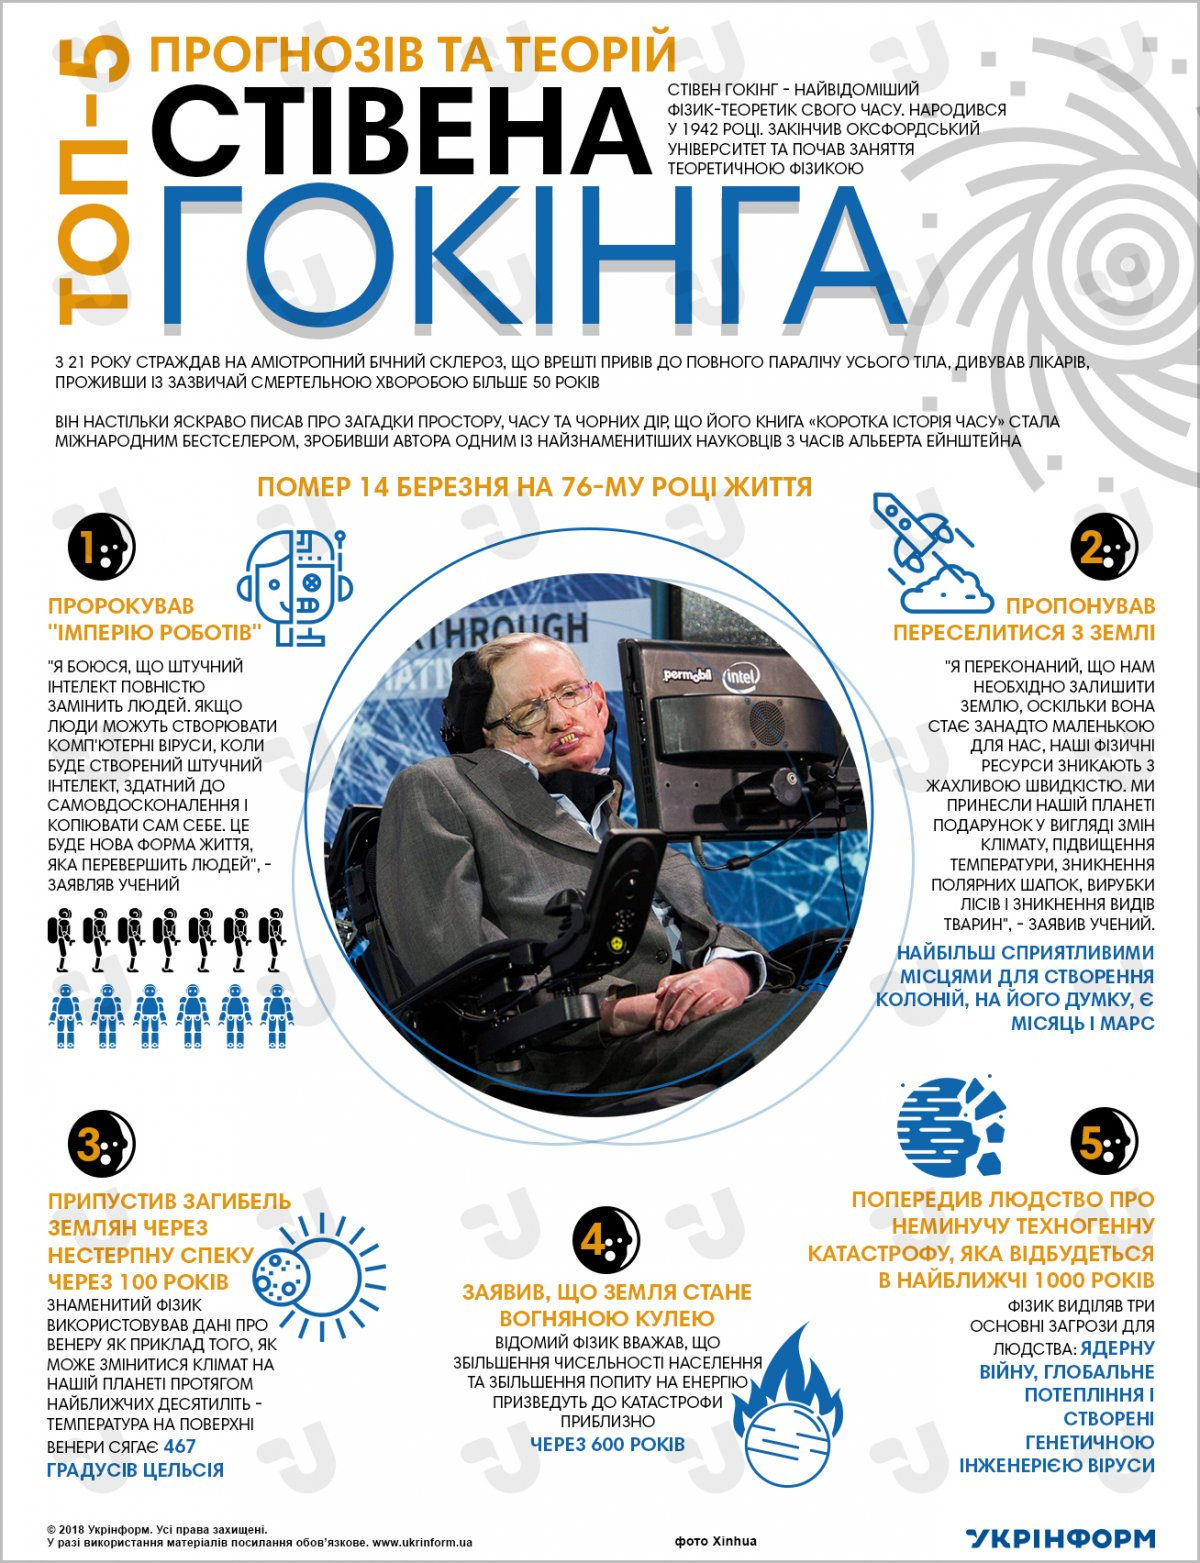 ТОП-5
ПРОГНОЗІВ ТА ТЕОРІЙ
СТІВЕНА
ГОКІНГА
СТІВЕН ГОКІНГ - НАЙВІДОМІШИЙ
ФІЗИК-ТЕОРЕТИК СВОГО ЧАСУ. НАРОДИВСЯ
У 1942 РОЦІ. ЗАКІНЧИВ ОКСФОРДСЬКИЙ
УНІВЕРСИТЕТ ТА ПОЧАВ ЗАНЯТТЯ
ТЕОРЕТИЧНОЮ ФІЗИКОЮ
З 21 РОКУ СТРАЖДАВ НА АМІОТРОПНИЙ БІЧНИЙ СКЛЕРОЗ, ЩО ВРЕШТІ ПРИВІВ ДО ПОВНОГО ПАРАЛІЧУ УСЬОГО ТІЛА, ДИВУВАВ ЛІКАРІВ,
ПРОЖИВШИ ІЗ ЗАЗВИЧАЙ СМЕРТЕЛЬНОЮ ХВОРОБОЮ БІЛЬШЕ 50 РОКІВ
ВІН НАСТІЛЬКИ ЯСКРАВО ПИСАВ ПРО ЗАГАДКИ ПРОСТОРУ, ЧАСУ ТА ЧОРНИХ ДІР, ЩО ЙОГО КНИГА «КОРОТКА ІСТОРІЯ ЧАСУ» СТАЛА
МІЖНАРОДНИМ БЕСТСЕЛЕРОМ, ЗРОБИВШИ АВТОРА ОДНИМ ІЗ НАЙЗНАМЕНИТІШИХ НАУКОВЦІВ З ЧАСІВ АЛЬБЕРТА ЕЙНШТЕЙНА
ПОМЕР 14 БЕРЕЗНЯ НА 76-МУ РОЦІ ЖИТТЯ
1
ПРОРОКУВАВ
"ІМПЕРІЮ РОБОТІВ"
"Я БОЮСЯ, ЩО ШТУЧНИЙ
ІНТЕЛЕКТ ПОВНІСТЮ
ЗАМІНИТЬ ЛЮДЕЙ. ЯКЩО
ЛЮДИ МОЖУТЬ СТВОРЮВАТИ
КОМП'ЮТЕРНІ ВІРУСИ, КОЛИ
БУДЕ СТВОРЕНИЙ ШТУЧНИЙ
ІНТЕЛЕКТ, ЗДАТНИЙ ДО
САМОВДОСКОНАЛЕННЯ І
КОПІЮВАТИ САМ СЕБЕ. ЦЕ
БУДЕ НОВА ФОРМА ЖИТТЯ,
ЯКА ПЕРЕВЕРШИТЬ ЛЮДЕЙ", -
ЗАЯВЛЯВ УЧЕНИЙ
THROUGH
permobil
intel
2
ПРОПОНУВАВ
ПЕРЕСЕЛИТИСЯ З ЗЕМЛІ
"Я ПЕРЕКОНАНИЙ, ЩО НАМ
НЕОБХІДНО ЗАЛИШИТИ
ЗЕМЛЮ, ОСКІЛЬКИ ВОНА
СТАЄ ЗАНАДТО МАЛЕНЬКОЮ
ДЛЯ НАС, НАШІ ФІЗИЧНІ
РЕСУРСИ ЗНИКАЮТЬ З
ЖАХЛИВОЮ ШВИДКІСТЮ. МИ
ПРИНЕСЛИ НАШІЙ ПЛАНЕТІ
ПОДАРУНОК У ВИГЛЯДІ ЗМІН
КЛІМАТУ, ПІДВИЩЕННЯ
ТЕМПЕРАТУРИ, ЗНИКНЕННЯ
ПОЛЯРНИХ ШАПОК, ВИРУБКИ
ЛІСІВ І ЗНИКНЕННЯ ВИДІВ
ТВАРИН", - ЗАЯВИВ УЧЕНИЙ.
НАЙБІЛЬШ СПРИЯТЛИВИМИ
МІСЦЯМИ ДЛЯ СТВОРЕННЯ
КОЛОНІЙ, НА ЙОГО ДУМКУ, Є
МІСЯЦЬ І МАРС
3
ПРИПУСТИВ ЗАГИБЕЛЬ
ЗЕМЛЯН ЧЕРЕЗ
НЕСТЕРПНУ СПЕКУ
ЧЕРЕЗ 100 РОКІВ
ЗНАМЕНИТИЙ ФІЗИК
ВИКОРИСТОВУВАВ ДАНІ ПРО
ВЕНЕРУ ЯК ПРИКЛАД ТОГО, ЯК
МОЖЕ ЗМІНИТИСЯ КЛІМАТ НА
НАШІЙ ПЛАНЕТІ ПРОТЯГОМ
НАЙБЛИЖЧИХ ДЕСЯТИЛІТЬ -
ТЕМПЕРАТУРА НА ПОВЕРХНІ
ВЕНЕРИ СЯГАЄ 467
ГРАДУСІВ ЦЕЛЬСІЯ
4
ЗАЯВИВ, ЩО ЗЕМЛЯ СТАНЕ
ВОГНЯНОЮ КУЛЕЮ
ВІДОМИЙ ФІЗИК ВВАЖАВ, ЩО
ЗБІЛЬШЕННЯ ЧИСЕЛЬНОСТІ НАСЕЛЕННЯ
ТА ЗБІЛЬШЕННЯ ПОПИТУ НА ЕНЕРГІЮ
ПРИЗВЕДУТЬ ДО КАТАСТРОФИ
ПРИБЛИЗНО
ЧЕРЕЗ 600 РОКІВ
5
ПОПЕРЕДИВ ЛЮДСТВО ПРО
НЕМИНУЧУ ТЕХНОГЕННУ
КАТАСТРОФУ, ЯКА ВІДБУДЕТЬСЯ
В НАЙБЛИЖЧІ 1000 РОКІВ
ФІЗИК ВИДІЛЯВ ТРИ
ОСНОВНІ ЗАГРОЗИ ДЛЯ
ЛЮДСТВА: ЯДЕРНУ
ВІЙНУ, ГЛОБАЛЬНЕ
ПОТЕПЛІННЯ І
СТВОРЕНІ
ГЕНЕТИЧНОЮ
ІНЖЕНЕРІЄЮ ВІРУСИ
© 2018 Укрінформ. Усі права захищені.
У разі використання матеріалів посилання обов'язкове. www.ukrinform.ua
фото Xinhua
УКРІНФОРМ